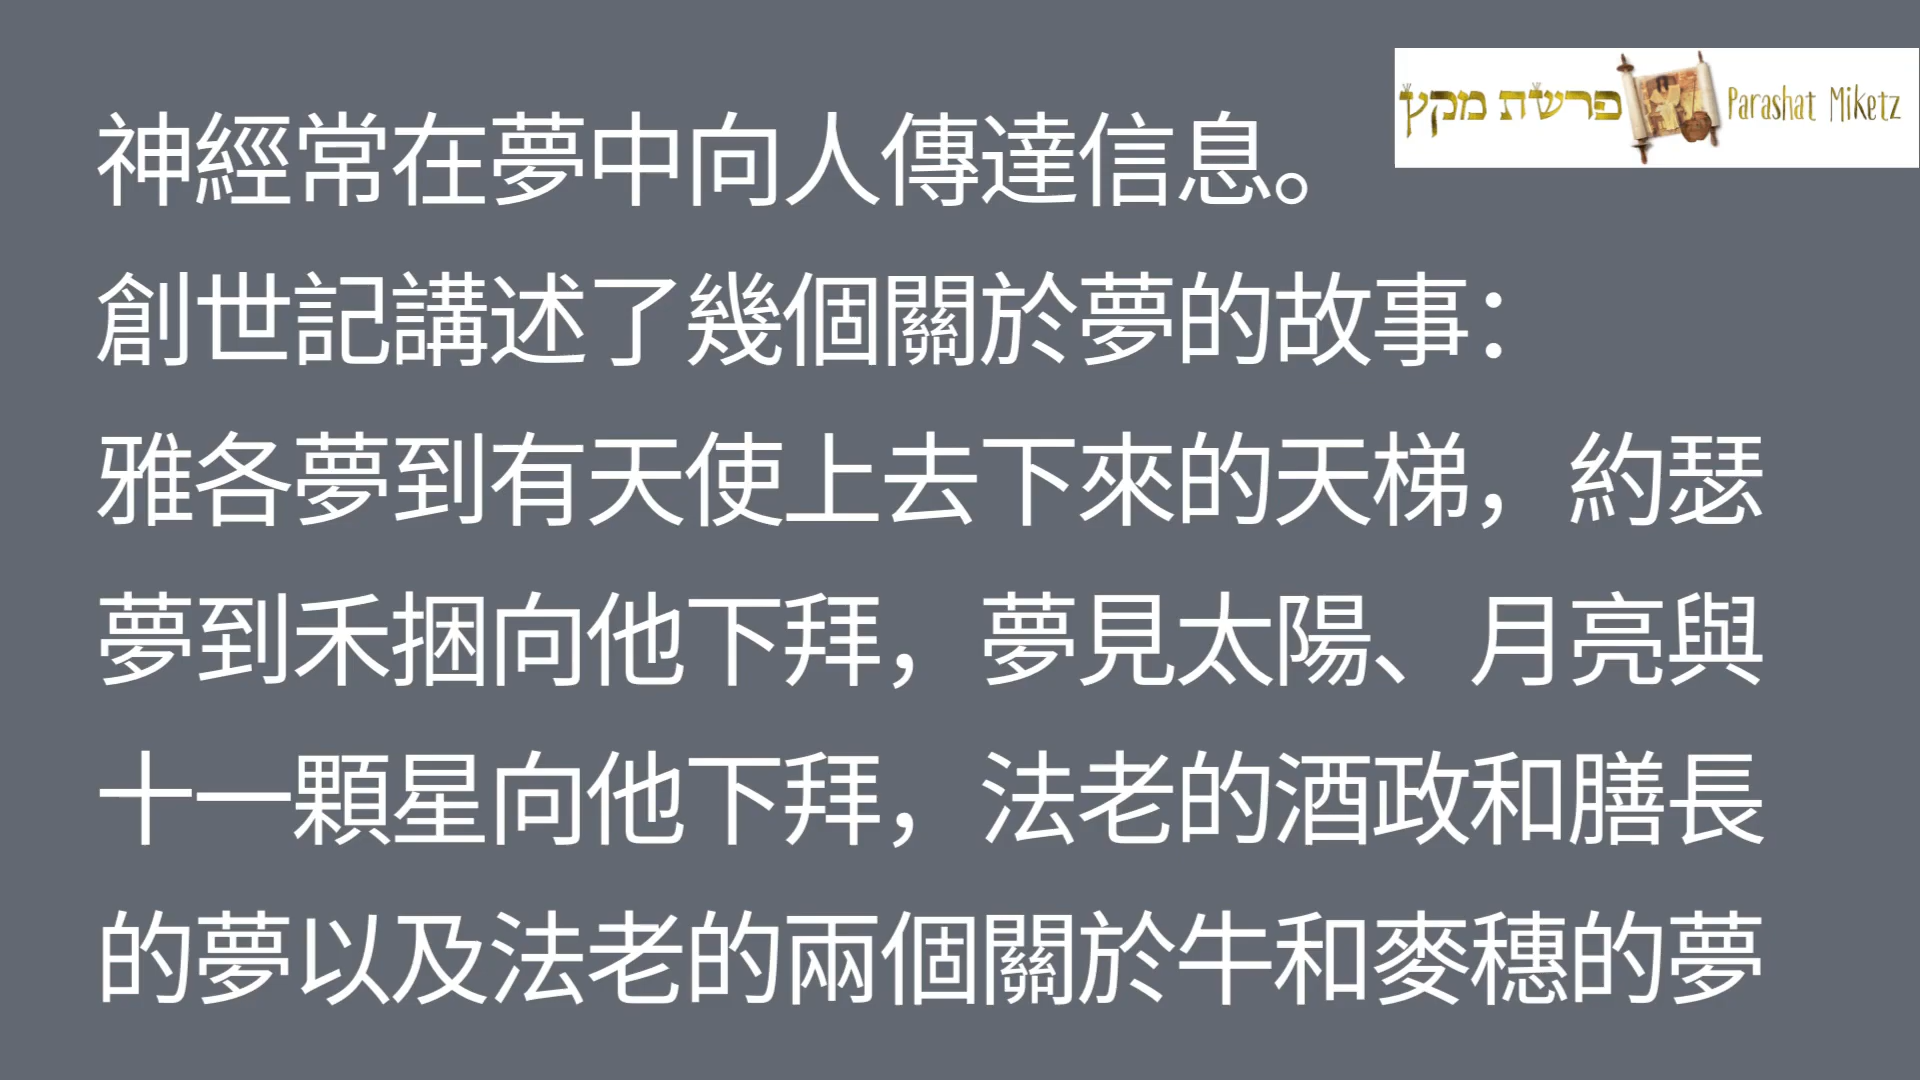 פרשת מקץ Parashat Miketz
神經常在夢中向人傳達信息。
創世記講述了幾個關於夢的故事：
雅各夢到有天使上去下來的天梯，約瑟
夢到禾捆向他下拜，夢見太陽、月亮與
十一顆星向他下拜，法老的酒政和膳長
的夢以及法老的兩個關於牛和麥穗的夢